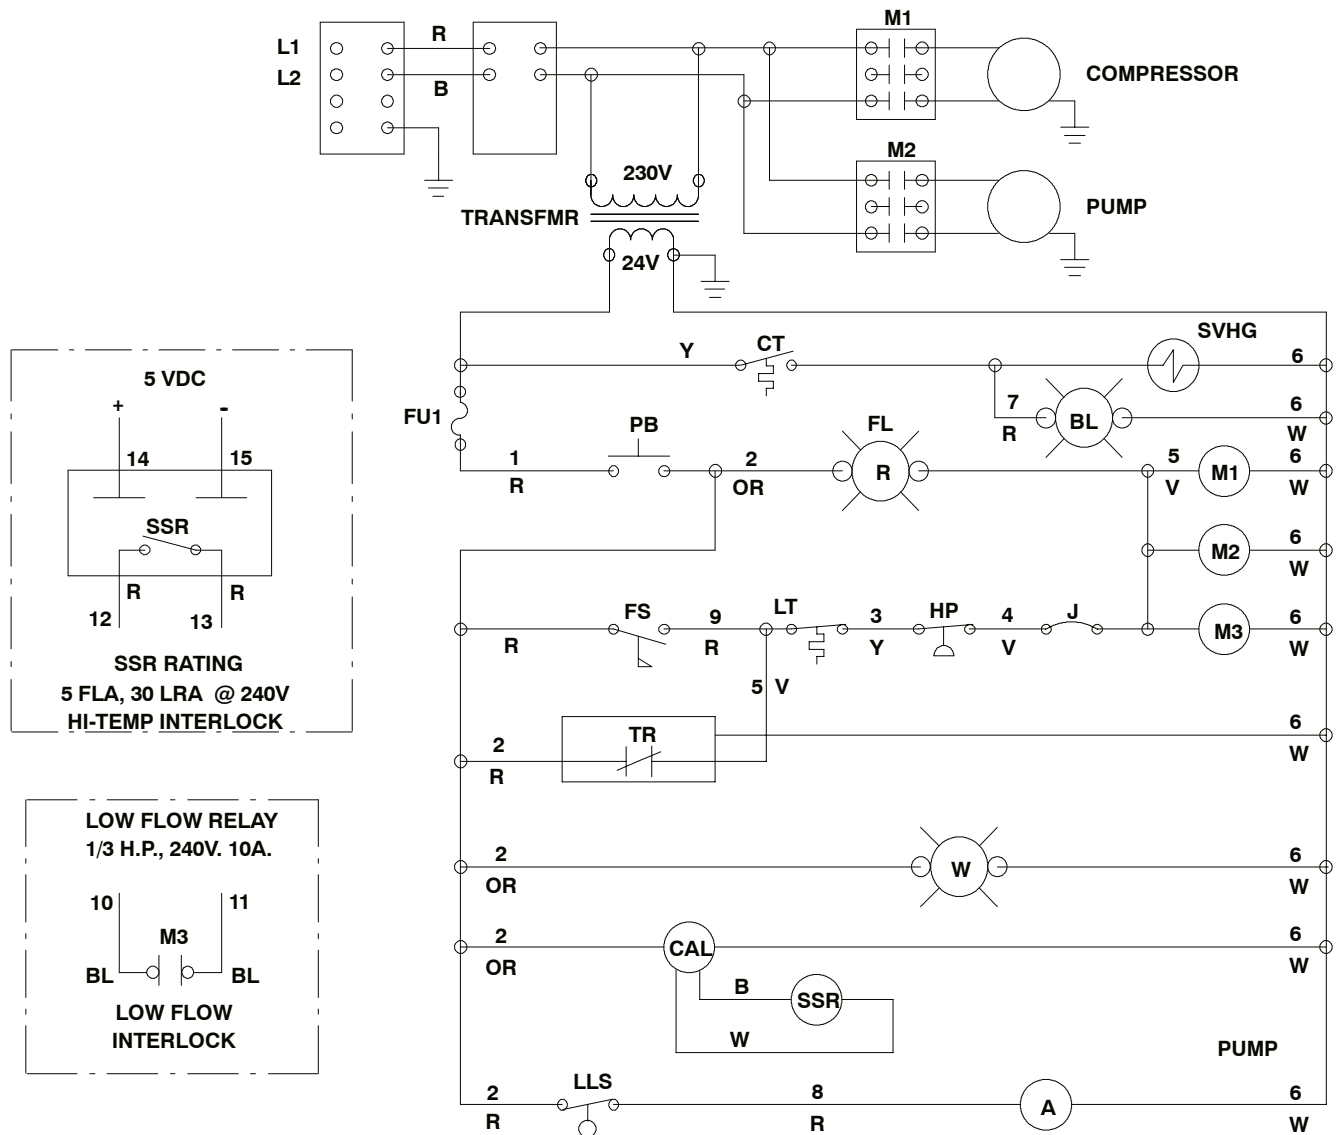 M1
L1 R
L2 B
COMPRESSOR
M2
230V
TRANSFMR
PUMP
24V
SVHG
Y CT 6
5 VDC
+ -
FU1
7 BL 6
R W
PB FL
14 15
1 2 R 5 M1 6
R OR V W
SSR
M2 6
W
R R
12 13
FS 9 LT 3 HP 4 J M3 6
R R Y V W
SSR RATING
5 FLA, 30 LRA @ 240V
HI-TEMP INTERLOCK
5 V
TR 6
2 W
R
LOW FLOW RELAY
1/3 H.P., 240V. 10A.
2 W 6
OR W
10 11
M3
BL BL
LOW FLOW
INTERLOCK
2 CAL 6
OR W
B SSR
W
PUMP
LLS
2 8 A 6
R R W